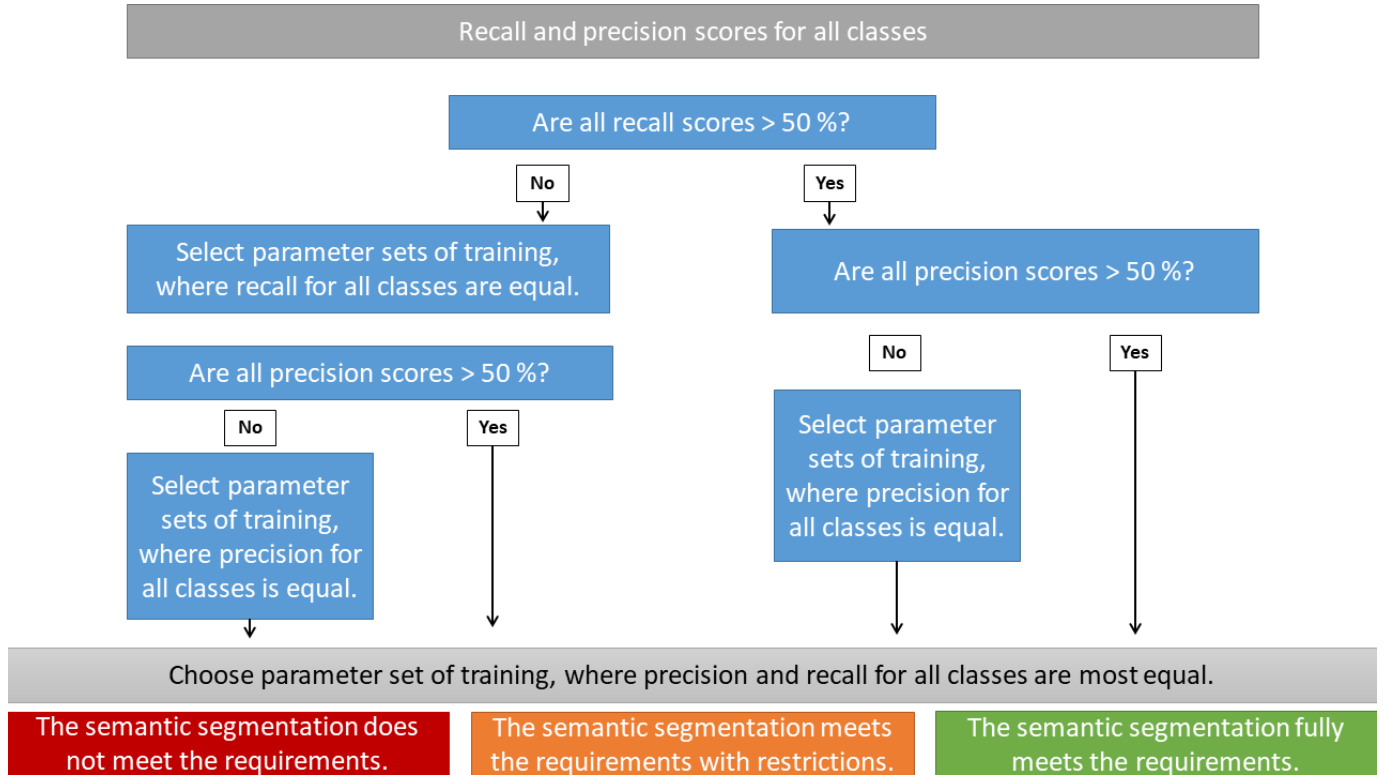 Recall and precision scores for all classes
Are all recall scores > 50 %?
No
Yes
Select parameter sets of training,
where recall for all classes are equal.
Are all precision scores > 50 %?
Are all precision scores > 50 %?
No
Yes
No
Yes
Select parameter
sets of training,
where precision for
all classes is equal.
Select parameter
sets of training,
where precision for
all classes is equal.
Choose parameter set of training, where precision and recall for all classes are most equal.
The semantic segmentation does
not meet the requirements.
The semantic segmentation meets
the requirements with restrictions.
The semantic segmentation fully
meets the requirements.